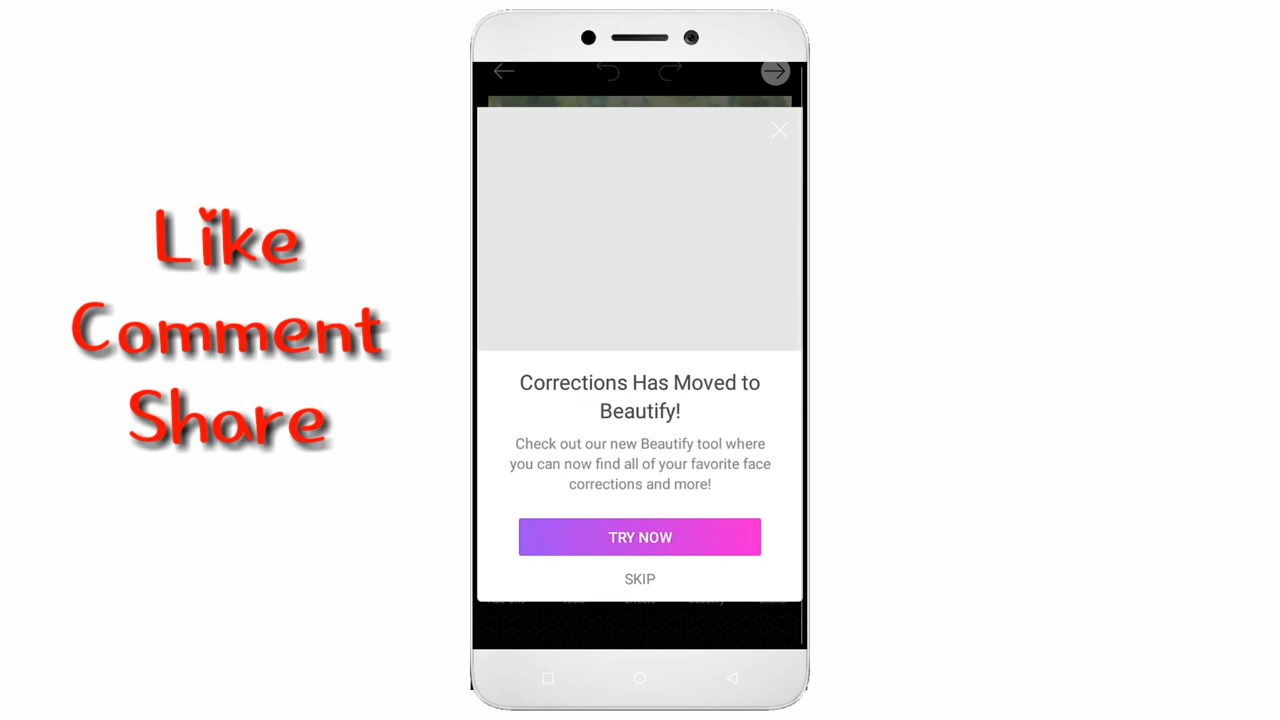 Like
Comment
Share
Corrections Has Moved to
Beautify!
Check out our new Beautify tool where
you can now find all of your favorite face
corrections and more!
TRY NOW
SKIP